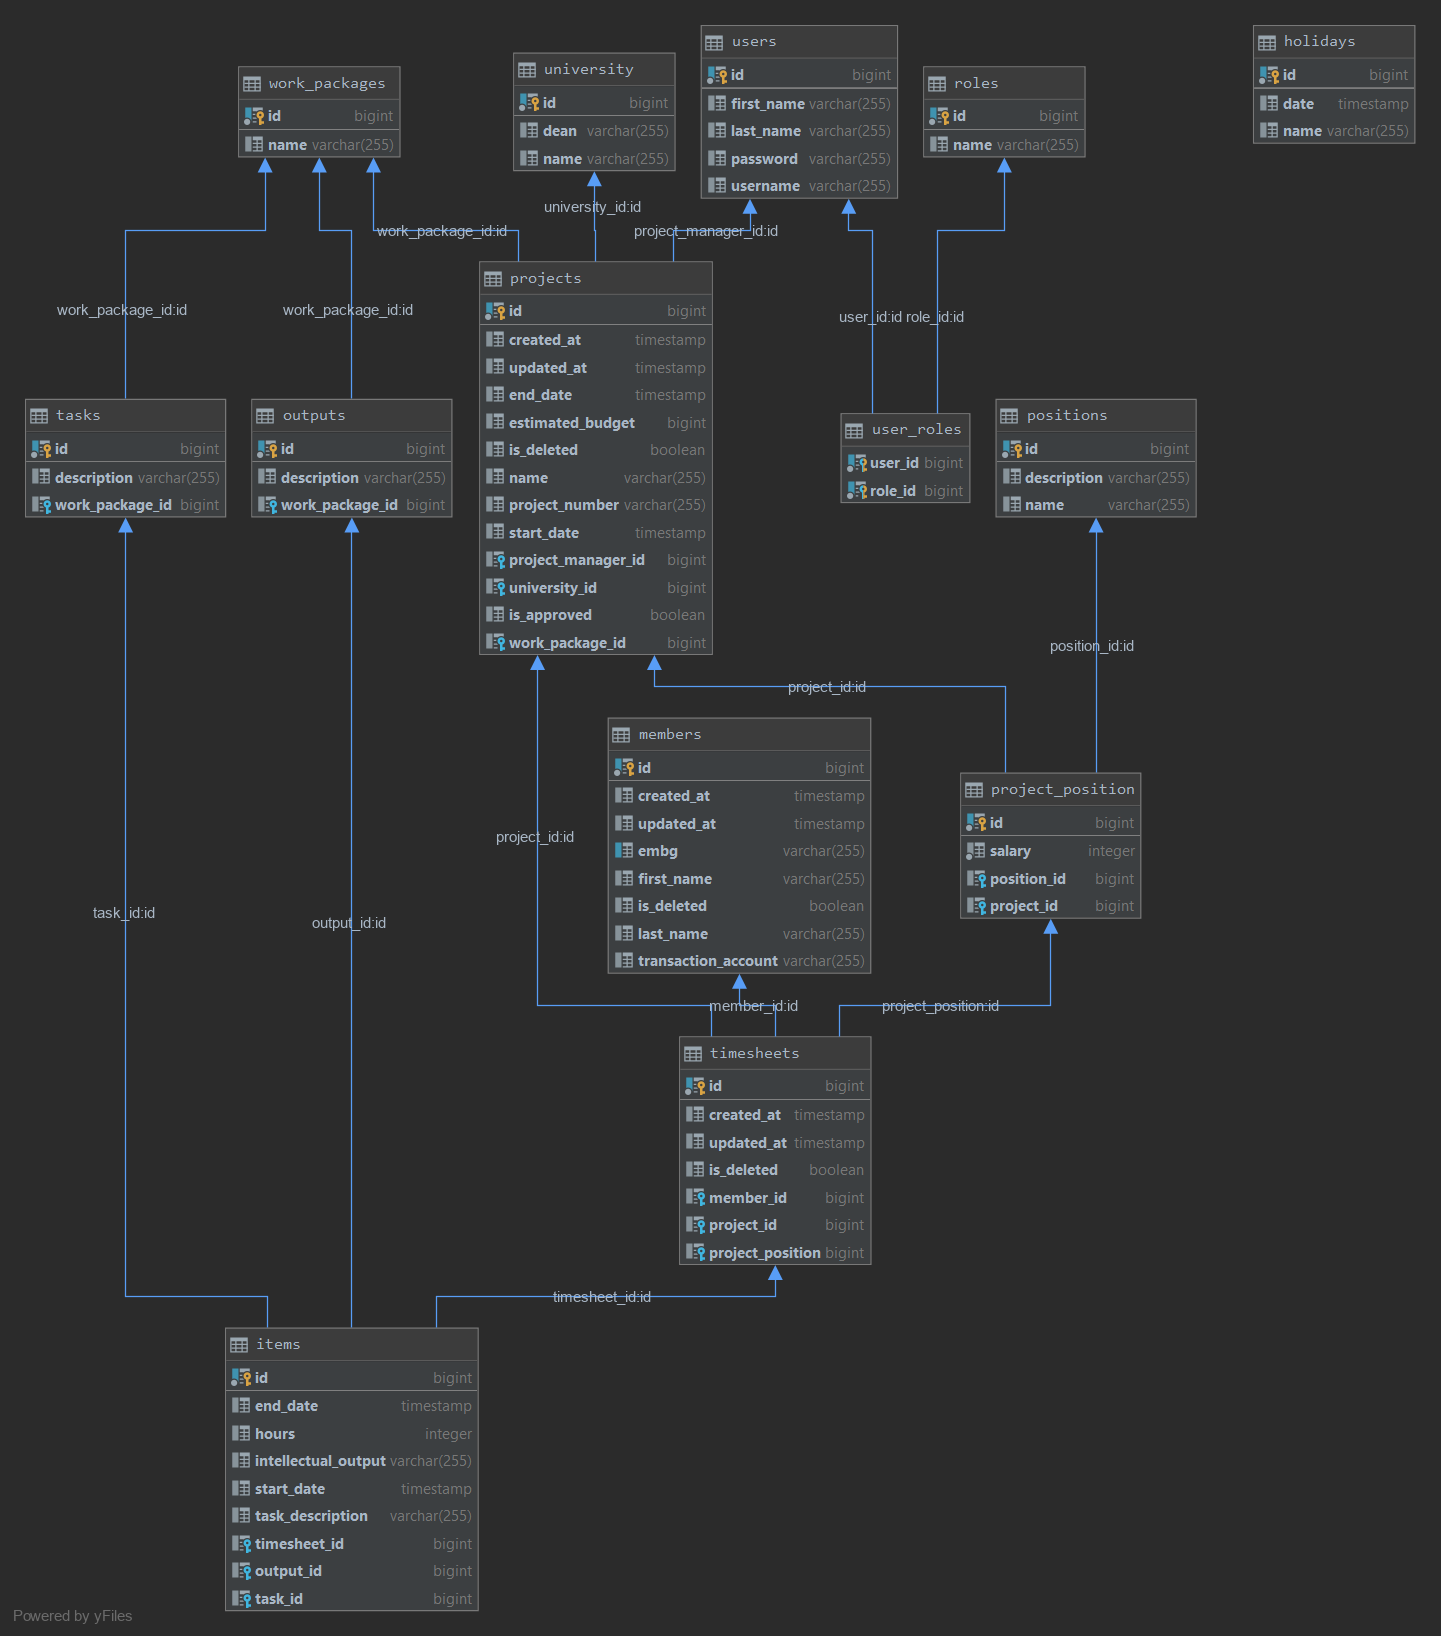 work_packages
id bigint
name varchar(255)
university
id bigint
dean varchar(255)
name varchar(255)
users
id bigint
first_name varchar(255)
last_name varchar(255)
password varchar(255)
username varchar(255)
roles
id bigint
name varchar(255)
holidays
id bigint
date timestamp
name varchar(255)
university_id:id
work_package_id:id
project_manager_id:id
work_package_id:id
work_package_id:id
user_id:id
role_id:id
projects
id bigint
created_at timestamp
updated_at timestamp
end_date timestamp
estimated_budget bigint
is_deleted boolean
name varchar(255)
project_number varchar(255)
start_date timestamp
project_manager_id bigint
university_id bigint
is_approved boolean
work_package_id bigint
tasks
id bigint
description varchar(255)
work_package_id bigint
outputs
id bigint
description varchar(255)
work_package_id bigint
user_roles
user_id bigint
role_id bigint
positions
id bigint
description varchar(255)
name varchar(255)
position_id:id
project_id:id
members
id bigint
created_at timestamp
updated_at timestamp
embg varchar(255)
first_name varchar(255)
is_deleted boolean
last_name varchar(255)
transaction_account varchar(255)
project_position
id bigint
salary integer
position_id bigint
project_id bigint
project_id:id
task_id:id
output_id:id
member_id:id
project_position:id
timesheets
id bigint
created_at timestamp
updated_at timestamp
is_deleted boolean
member_id bigint
project_id bigint
project_position bigint
timesheet_id:id
items
id bigint
end_date timestamp
hours integer
intellectual_output varchar(255)
start_date timestamp
task_description varchar(255)
timesheet_id bigint
output_id bigint
task_id bigint
Powered by yFiles